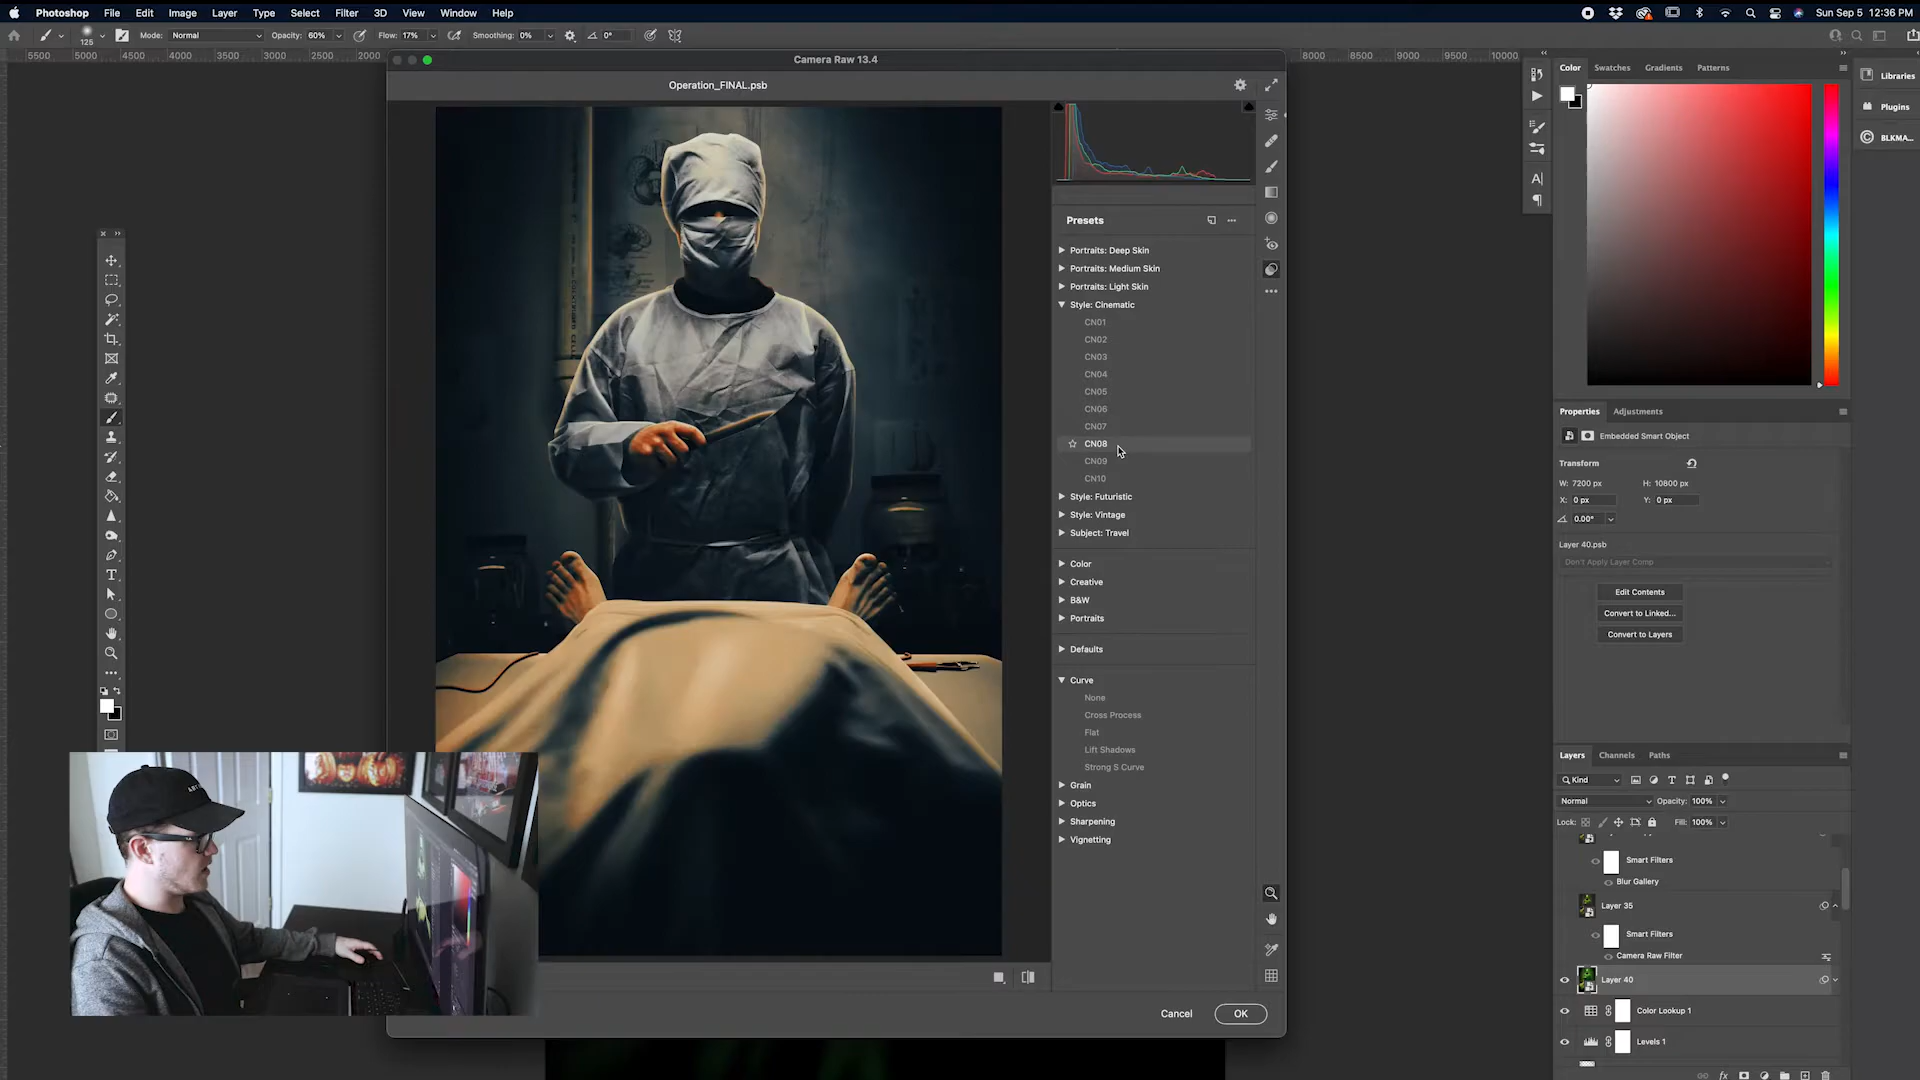 Photoshop File Edit Image Layer Type Select Filter 3D View Window Help Sun Sep 5 12:36 PM
125 Mode: Normal Opacity: 60% Flow: 17% Smoothing: 0% 0°
5500 5000 4500 4000 3500 3000 2500 2000 8000 8500 9000 9500 10000
Camera Raw 13.4
Operation_FINAL.psb
Presets
Portraits: Deep Skin
Portraits: Medium Skin
Portraits: Light Skin
Style: Cinematic
CN01
CN02
CN03
CN04
CN05
CN06
CN07
CN08
CN09
CN10
Style: Futuristic
Style: Vintage
Subject: Travel
Color
Creative
B&W
Portraits
Defaults
Curve
None
Cross Process
Flat
Lift Shadows
Strong S Curve
Grain
Optics
Sharpening
Vignetting
Cancel OK
Color Swatches Gradients Patterns
Libraries
Plugins
BLKMA...
Properties Adjustments
Embedded Smart Object
Transform
W: 7200 px H: 10800 px
X: 0 px Y: 0 px
0.00°
Layer 40.psb
Don't Apply Layer Comp
Edit Contents
Convert to Linked...
Convert to Layers
Layers Channels Paths
Kind
Normal Opacity: 100%
Lock: Fill: 100%
Smart Filters
Blur Gallery
Layer 35
Smart Filters
Camera Raw Filter
Layer 40
Color Lookup 1
Levels 1
fx